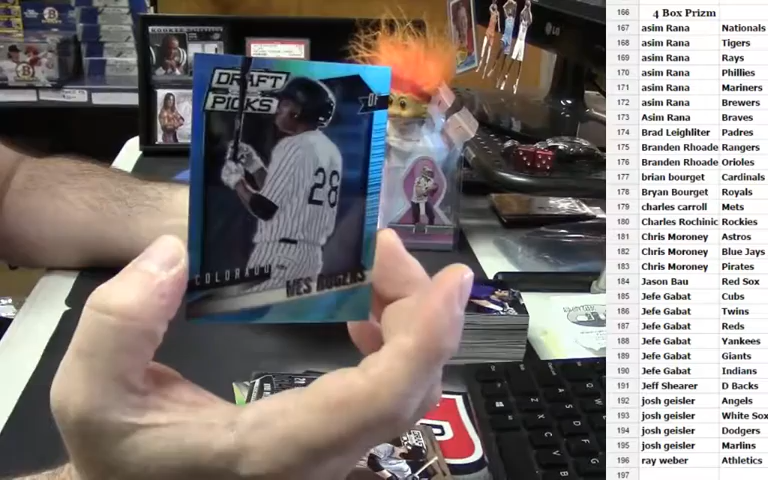 DRAFT
PICKS
OF
28
COLORADO
WES ROGERS
166 4 Box Prizm
167 asim Rana Nationals
168 asim Rana Tigers
169 asim Rana Rays
170 asim Rana Phillies
171 asim Rana Mariners
172 asim Rana Brewers
173 Asim Rana Braves
174 Brad Leighliter Padres
175 Branden Rhoade Rangers
176 Branden Rhoade Orioles
177 brian bourget Cardinals
178 Bryan Bourget Royals
179 charles carroll Mets
180 Charles Rochinic Rockies
181 Chris Moroney Astros
182 Chris Moroney Blue Jays
183 Chris Moroney Pirates
184 Jason Bau Red Sox
185 Jefe Gabat Cubs
186 Jefe Gabat Twins
187 Jefe Gabat Reds
188 Jefe Gabat Yankees
189 Jefe Gabat Giants
190 Jefe Gabat Indians
191 Jeff Shearer D Backs
192 josh geisler Angels
193 josh geisler White Sox
194 josh geisler Dodgers
195 josh geisler Marlins
196 ray weber Athletics
197